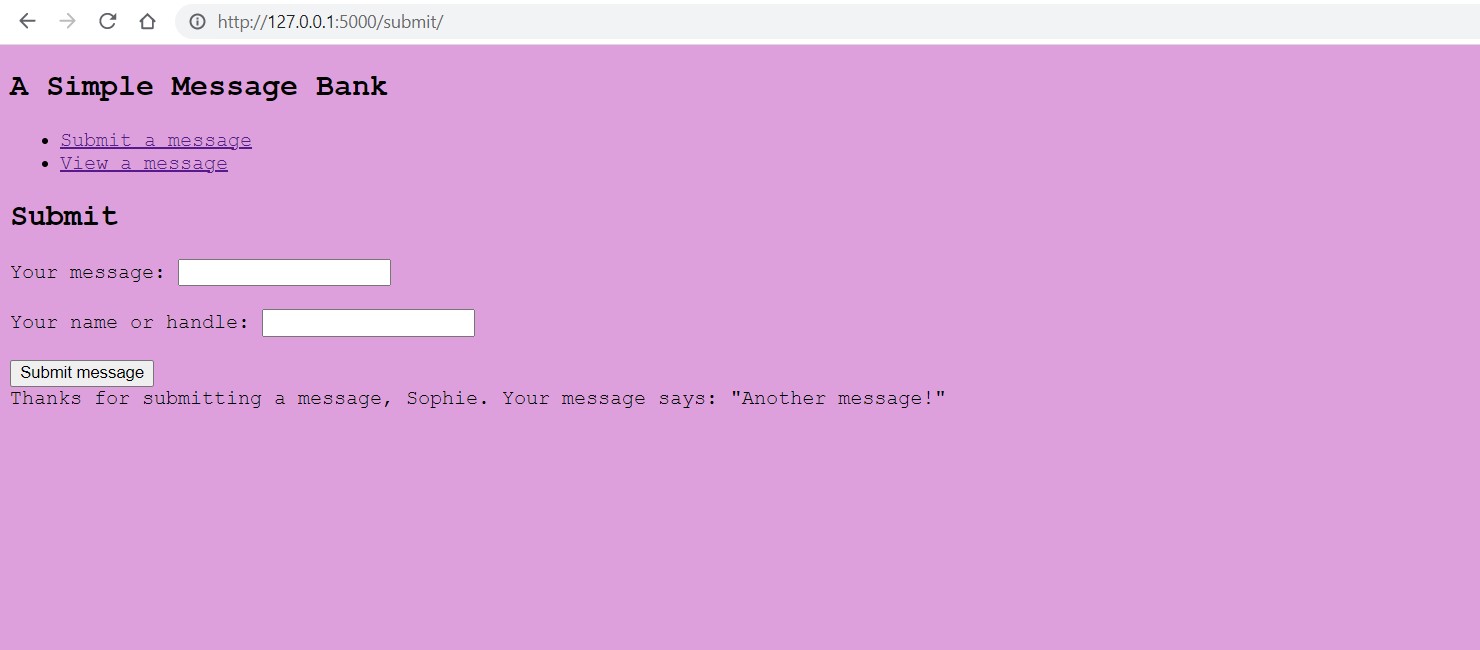 http://127.0.0.1:5000/submit/
A Simple Message Bank
Submit a message
View a message
Submit
Your message:
Your name or handle:
Submit message
Thanks for submitting a message, Sophie. Your message says: "Another message!"